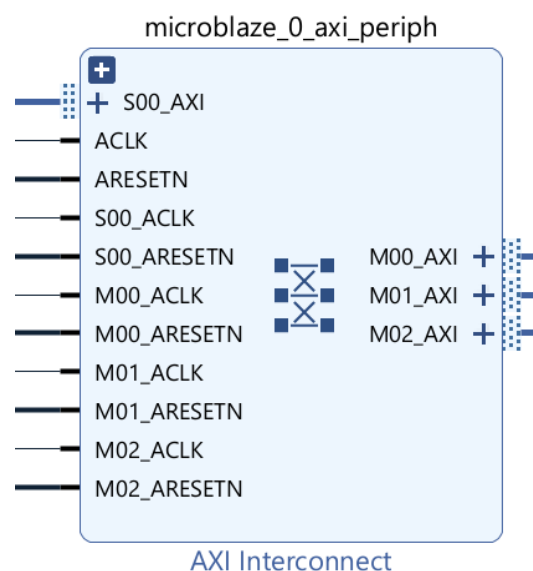 microblaze_0_axi_periph
S00_AXI
ACLK
ARESETN
S00_ACLK
S00_ARESETN
M00_ACLK
M00_ARESETN
M01_ACLK
M01_ARESETN
M02_ACLK
M02_ARESETN
M00_AXI
M01_AXI
M02_AXI
AXI Interconnect